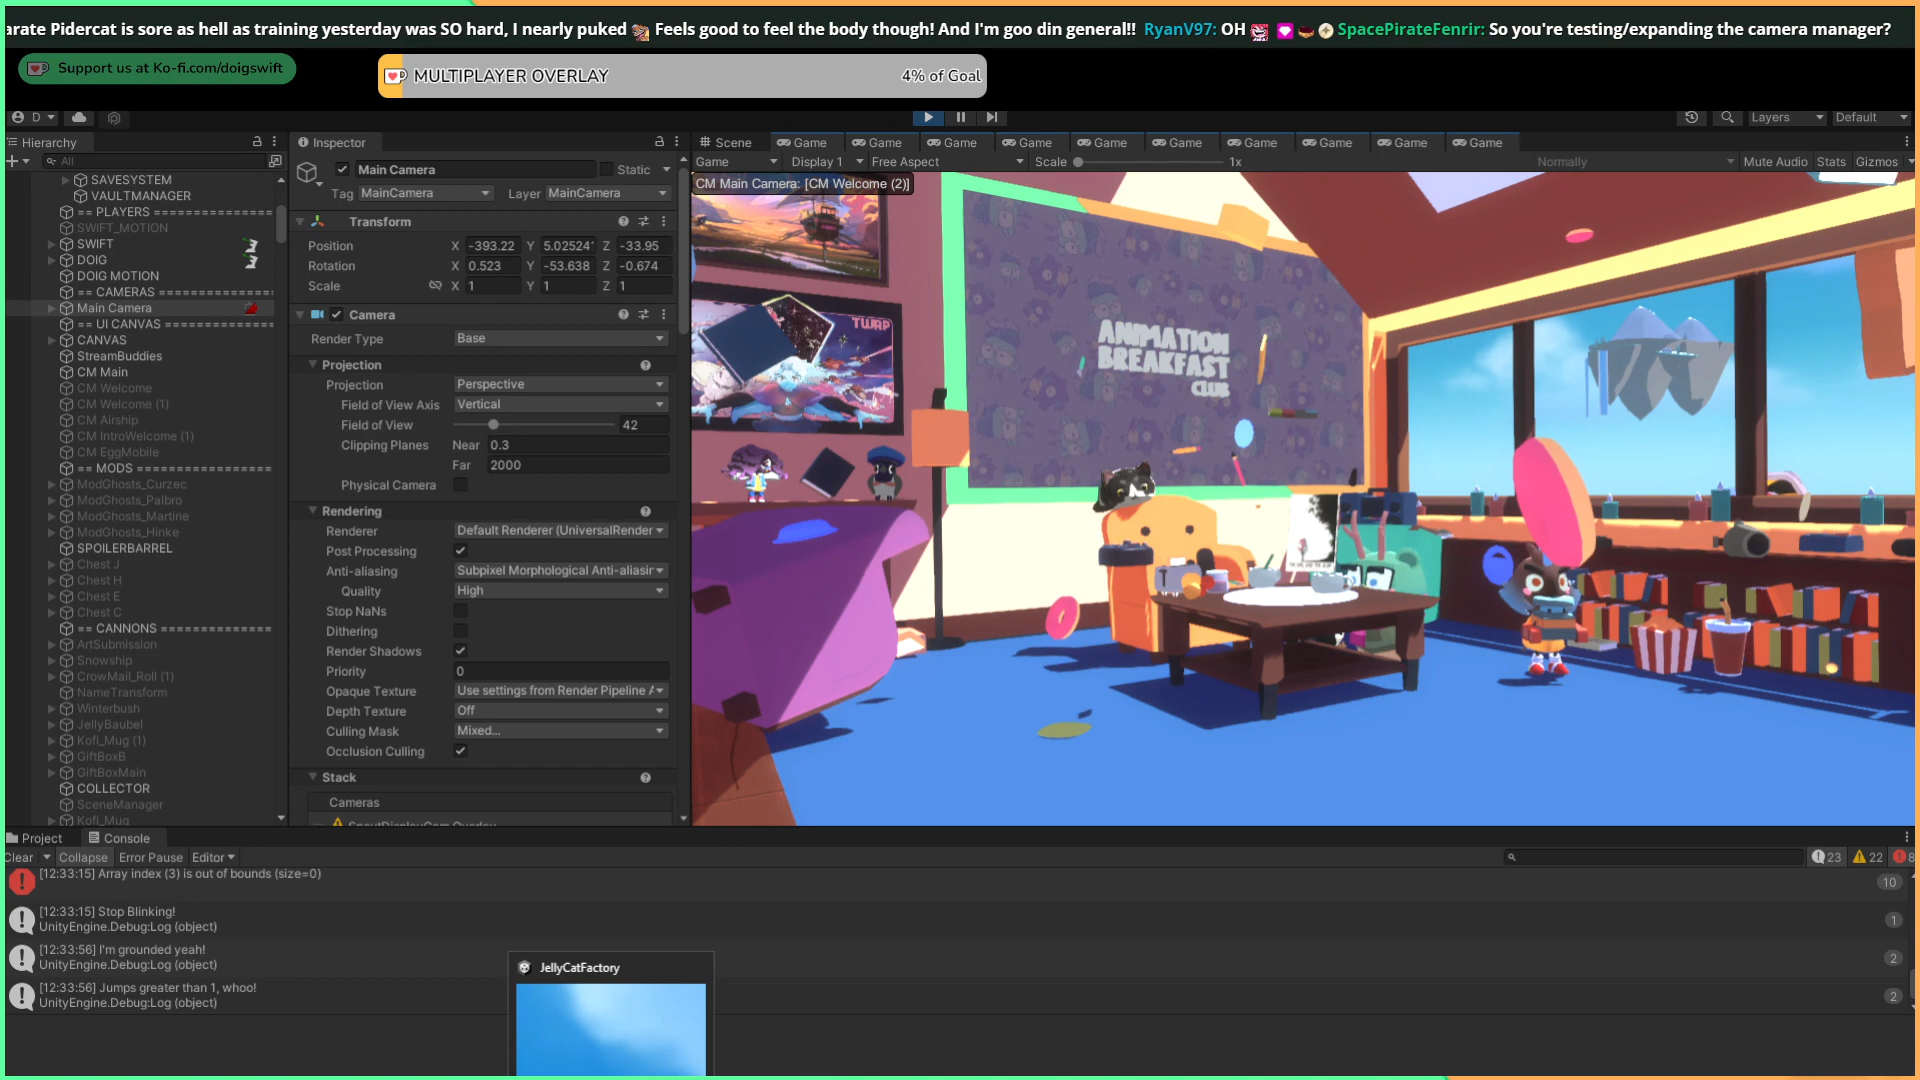 arate Pidercat is sore as hell as training yesterday was SO hard, I nearly puked Feels good to feel the body though! And I'm goo din general!! RyanV97: OH SpacePirateFenrir: So you're testing/expanding the camera manager?
Support us at Ko-fi.com/doigswift
MULTIPLAYER OVERLAY 4% of Goal
D
Layers Default
Hierarchy
All
SAVESYSTEM
VAULTMANAGER
== PLAYERS ===============
SWIFT_MOTION
SWIFT
DOIG
DOIG MOTION
== CAMERAS ===============
Main Camera
== UI CANVAS ==============
CANVAS
StreamBuddies
CM Main
CM Welcome
CM Welcome (1)
CM Airship
CM IntroWelcome (1)
CM EggMobile
== MODS ==================
ModGhosts_Curzec
ModGhosts_Palbro
ModGhosts_Martine
ModGhosts_Hinke
SPOILERBARREL
Chest J
Chest H
Chest E
Chest C
== CANNONS ==============
ArtSubmission
Snowship
CrowMail_Roll (1)
NameTransform
Winterbush
JellyBaubel
Kofi_Mug (1)
GiftBoxB
GiftBoxMain
COLLECTOR
SceneManager
Kofi_Mug
Inspector
Main Camera Static
Tag MainCamera Layer MainCamera
Transform
Position X -393.22 Y 5.02524 Z -33.95
Rotation X 0.523 Y -53.638 Z -0.674
Scale X 1 Y 1 Z 1
Camera
Render Type Base
Projection
Projection Perspective
Field of View Axis Vertical
Field of View 42
Clipping Planes Near 0.3
Far 2000
Physical Camera
Rendering
Renderer Default Renderer (UniversalRender
Post Processing
Anti-aliasing Subpixel Morphological Anti-aliasin
Quality High
Stop NaNs
Dithering
Render Shadows
Priority 0
Opaque Texture Use settings from Render Pipeline A
Depth Texture Off
Culling Mask Mixed...
Occlusion Culling
Stack
Cameras
Scene Game Game Game Game Game Game Game Game Game Game
Game Display 1 Free Aspect Scale 1x Normally Mute Audio Stats Gizmos
CM Main Camera: [CM Welcome (2)]
TWRP
ANIMATION
BREAKFAST
CLUB
Project Console
Clear Collapse Error Pause Editor 23 22 8
[12:33:15] Array index (3) is out of bounds (size=0)
10
[12:33:15] Stop Blinking!
UnityEngine.Debug:Log (object)
1
[12:33:56] I'm grounded yeah!
UnityEngine.Debug:Log (object)
2
[12:33:56] Jumps greater than 1, whoo!
UnityEngine.Debug:Log (object)
2
JellyCatFactory